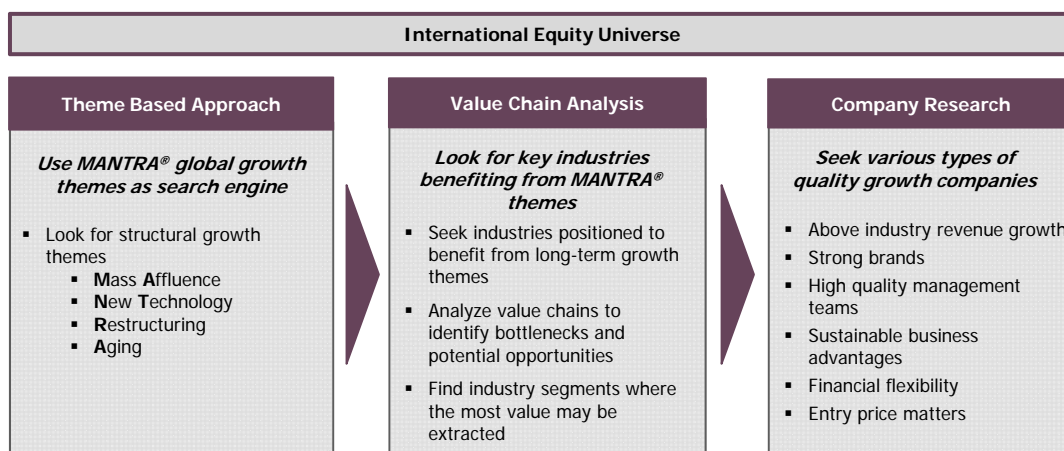 International Equity Universe
Theme Based Approach
Use MANTRA® global growth
themes as search engine
▪ Look for structural growth
themes
▪ Mass Affluence
▪ New Technology
▪ Restructuring
▪ Aging
Value Chain Analysis
Look for key industries
benefiting from MANTRA®
themes
▪ Seek industries positioned to
benefit from long-term growth
themes
▪ Analyze value chains to
identify bottlenecks and
potential opportunities
▪ Find industry segments where
the most value may be
extracted
Company Research
Seek various types of
quality growth companies
▪ Above industry revenue growth
▪ Strong brands
▪ High quality management
teams
▪ Sustainable business
advantages
▪ Financial flexibility
▪ Entry price matters